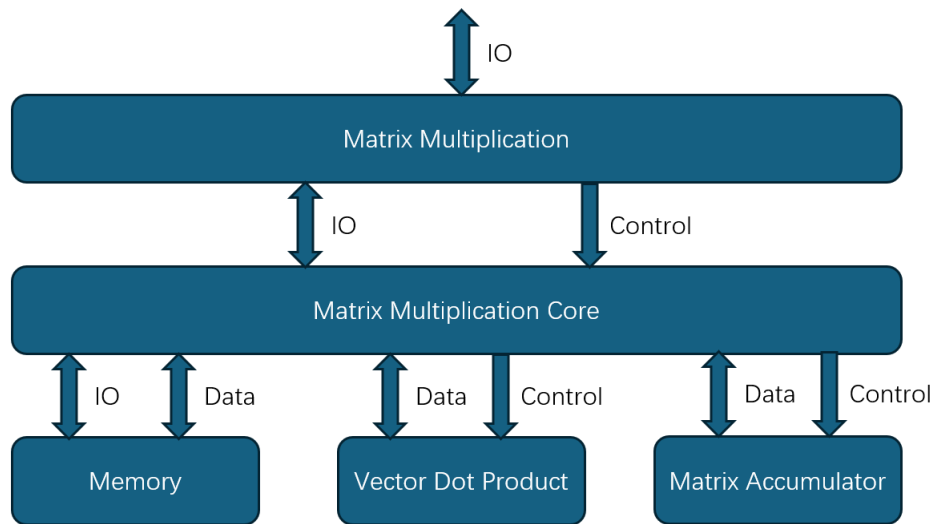 IO
Matrix Multiplication
IO
Control
Matrix Multiplication Core
IO
Data
Data
Control
Data
Control
Memory
Vector Dot Product
Matrix Accumulator